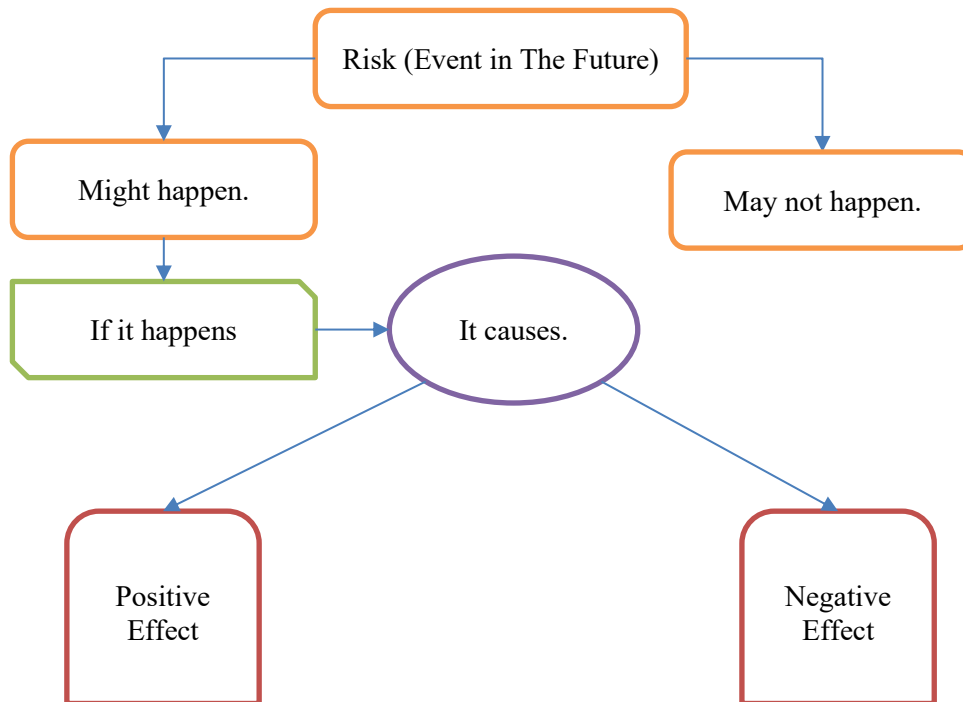 Risk (Event in The Future)
Might happen.
May not happen.
If it happens
It causes.
Positive
Effect
Negative
Effect